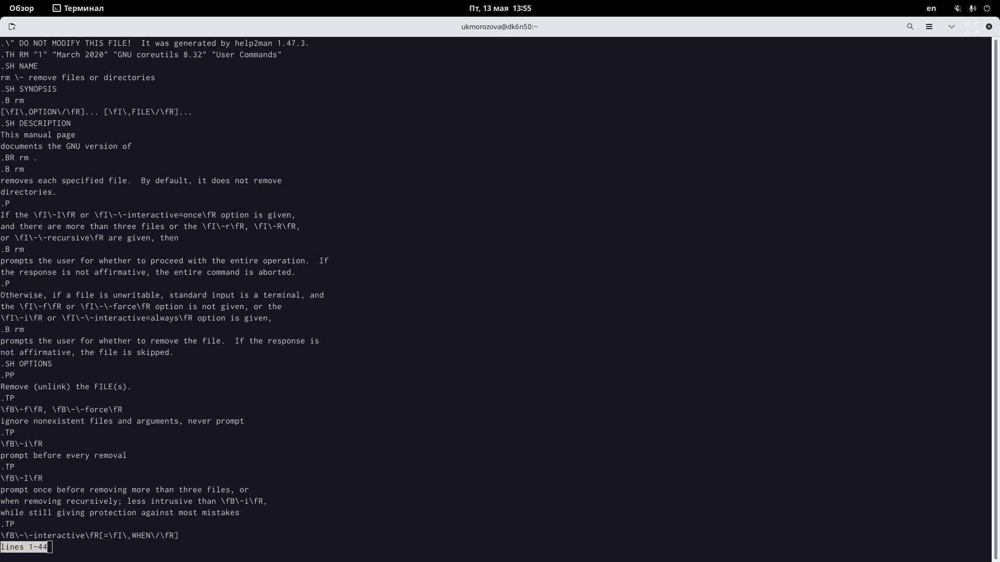 Обзор Терминал Пт, 13 мая 13:55 en
ukmorozova@dk6n50:~
.\" DO NOT MODIFY THIS FILE!  It was generated by help2man 1.47.3.
.TH RM "1" "March 2020" "GNU coreutils 8.32" "User Commands"
.SH NAME
rm \- remove files or directories
.SH SYNOPSIS
.B rm
[\fI\,OPTION\/\fR]... [\fI\,FILE\/\fR]...
.SH DESCRIPTION
This manual page
documents the GNU version of
.BR rm .
.B rm
removes each specified file.  By default, it does not remove
directories.
.P
If the \fI\-I\fR or \fI\-\-interactive=once\fR option is given,
and there are more than three files or the \fI\-r\fR, \fI\-R\fR,
or \fI\-\-recursive\fR are given, then
.B rm
prompts the user for whether to proceed with the entire operation.  If
the response is not affirmative, the entire command is aborted.
.P
Otherwise, if a file is unwritable, standard input is a terminal, and
the \fI\-f\fR or \fI\-\-force\fR option is not given, or the
\fI\-i\fR or \fI\-\-interactive=always\fR option is given,
.B rm
prompts the user for whether to remove the file.  If the response is
not affirmative, the file is skipped.
.SH OPTIONS
.PP
Remove (unlink) the FILE(s).
.TP
\fB\-f\fR, \fB\-\-force\fR
ignore nonexistent files and arguments, never prompt
.TP
\fB\-i\fR
prompt before every removal
.TP
\fB\-I\fR
prompt once before removing more than three files, or
when removing recursively; less intrusive than \fB\-i\fR,
while still giving protection against most mistakes
.TP
\fB\-\-interactive\fR[=\fI\,WHEN\/\fR]
lines 1-44